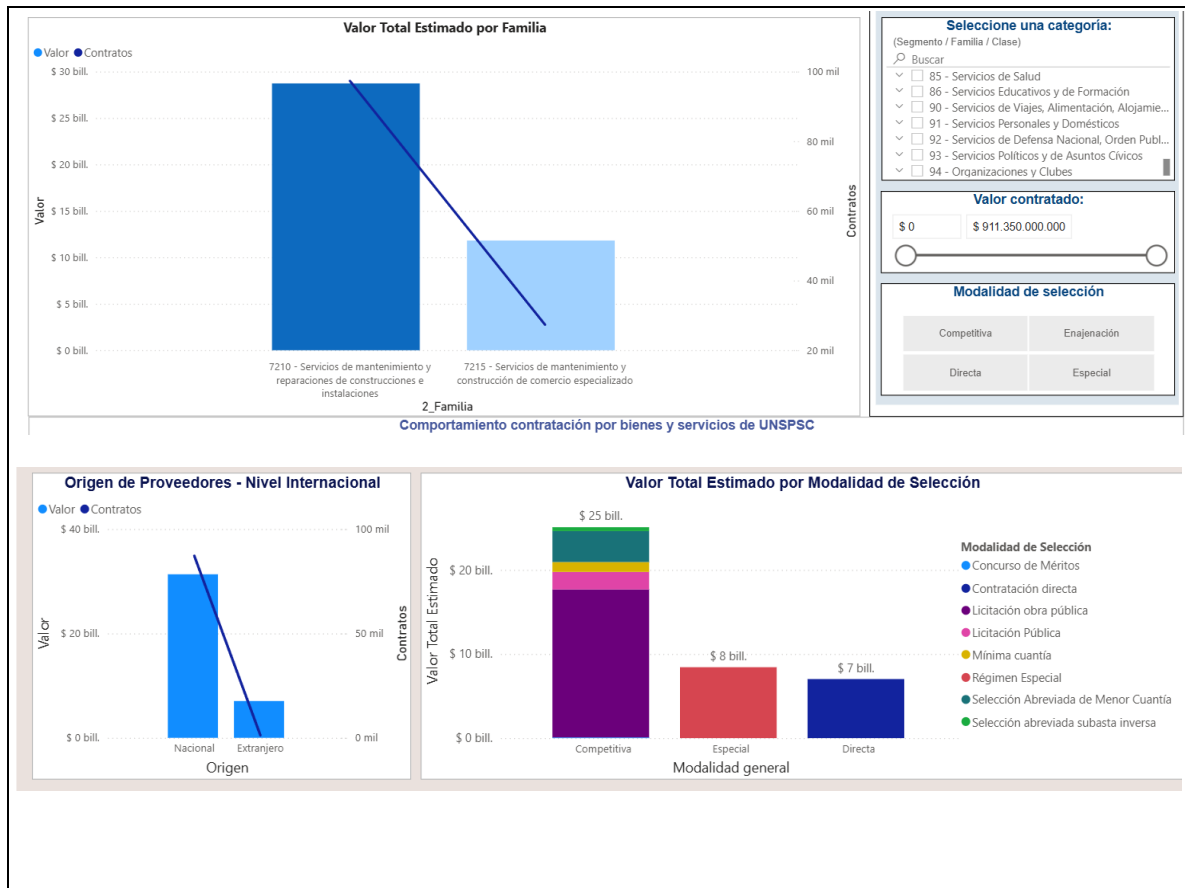 Valor Total Estimado por Familia
Valor Contratos
$ 30 bill.
$ 25 bill.
$ 20 bill.
$ 15 bill.
$ 10 bill.
$ 5 bill.
$ 0 bill.
Valor
100 mil
80 mil
60 mil
40 mil
20 mil
Contratos
7210 - Servicios de mantenimiento y
reparaciones de construcciones e
instalaciones
7215 - Servicios de mantenimiento y
construcción de comercio especializado
2_Familia
Seleccione una categoría:
(Segmento / Familia / Clase)
Buscar
85 - Servicios de Salud
86 - Servicios Educativos y de Formación
90 - Servicios de Viajes, Alimentación, Alojamie...
91 - Servicios Personales y Domésticos
92 - Servicios de Defensa Nacional, Orden Publ...
93 - Servicios Políticos y de Asuntos Cívicos
94 - Organizaciones y Clubes
Valor contratado:
$ 0 $ 911.350.000.000
Modalidad de selección
Competitiva Enajenación
Directa Especial
Comportamiento contratación por bienes y servicios de UNSPSC
Origen de Proveedores - Nivel Internacional
Valor Contratos
$ 40 bill.
$ 20 bill.
$ 0 bill.
Valor
100 mil
50 mil
0 mil
Contratos
Nacional Extranjero
Origen
Valor Total Estimado por Modalidad de Selección
$ 20 bill.
$ 10 bill.
$ 0 bill.
Valor Total Estimado
$ 25 bill.
$ 8 bill.
$ 7 bill.
Competitiva Especial Directa
Modalidad general
Modalidad de Selección
Concurso de Méritos
Contratación directa
Licitación obra pública
Licitación Pública
Mínima cuantía
Régimen Especial
Selección Abreviada de Menor Cuantía
Selección abreviada subasta inversa